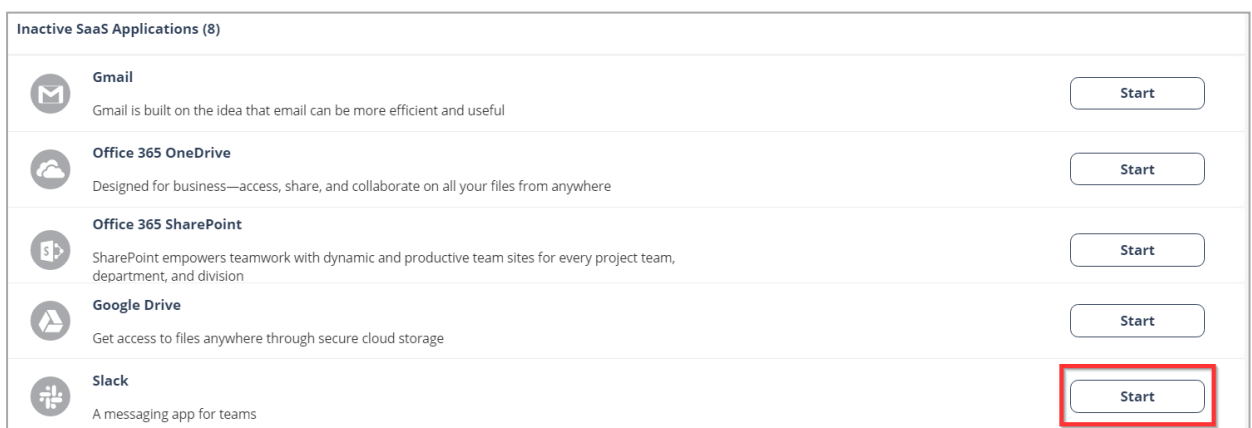 Inactive SaaS Applications (8)
Gmail
Gmail is built on the idea that email can be more efficient and useful
Start
Office 365 OneDrive
Designed for business—access, share, and collaborate on all your files from anywhere
Start
Office 365 SharePoint
SharePoint empowers teamwork with dynamic and productive team sites for every project team,
department, and division
Start
Google Drive
Get access to files anywhere through secure cloud storage
Start
Slack
A messaging app for teams
Start